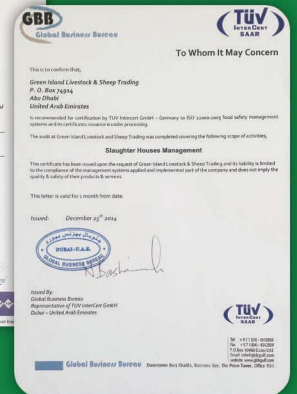 GBB
Global Business Bureau
TÜV
INTERCERT
SAAR
To Whom It May Concern
This is to confirm that;
Green Island Livestock & Sheep Trading
P. O. Box 74914
Abu Dhabi
United Arab Emirates
Is recommended for certification by TUV Intercert GmbH - Germany to ISO 22000:2005 food safety management
systems and its certificates issuance is under processing.
The audit at Green Island Livestock and Sheep Trading was completed covering the following scope of activities;
Slaughter Houses Management
This certificate has been issued upon the request of Green Island Livestock & Sheep Trading and its liability is limited
to the compliance of the management systems applied and implemented part of the company and does not imply the
quality & safety of their products & services.
This letter is valid for 1 month from date.
Issued: December 25th 2014
DUBAI-U.A.E.
GLOBAL BUSINESS BUREAU
Issued By:
Global Business Bureau
Representative of TUV InterCert GmbH
Dubai – United Arab Emirates
TÜV
INTERCERT
SAAR
Global Business Bureau